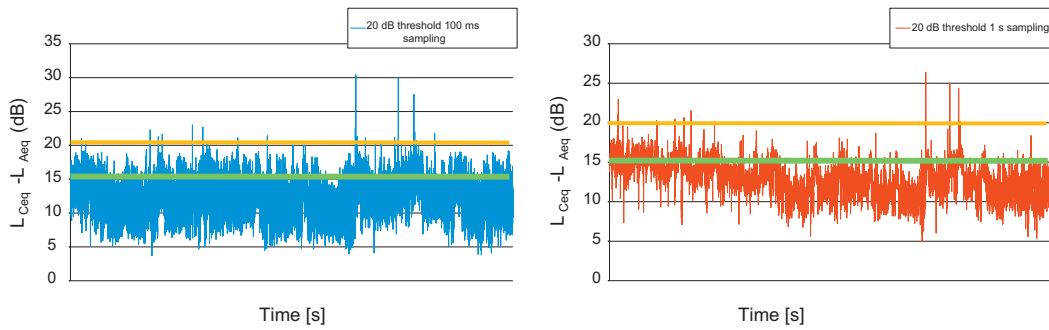 20 dB threshold 100 ms
sampling
40
35
30
25
20
15
10
5
0
L Ceq -L Aeq (dB)
Time [s]
20 dB threshold 1 s sampling
30
25
20
15
10
5
0
L Ceq -L Aeq (dB)
Time [s]